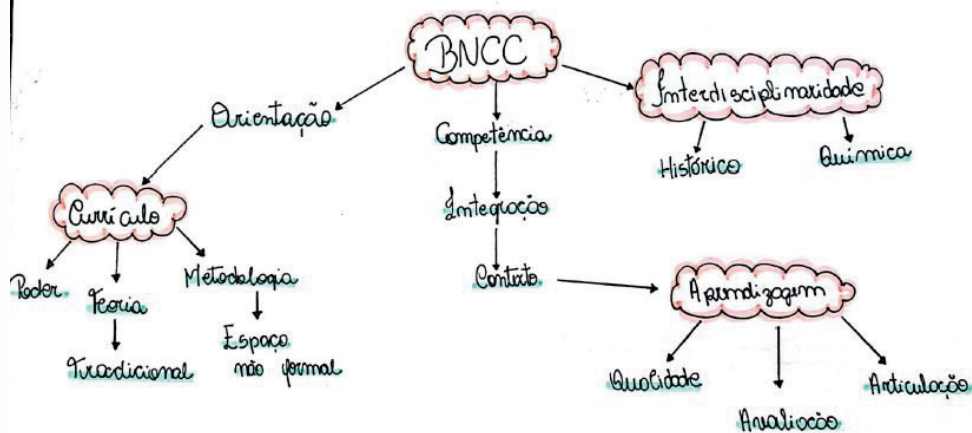 BNCC
Interdisciplinaridade
Orientação
Competência
Histórico
Química
Currículo
Integração
Poder
Teoria
Metodologia
Contexto
Aprendizagem
Tradicional
Espaço
não formal
Qualidade
Avaliação
Articulação